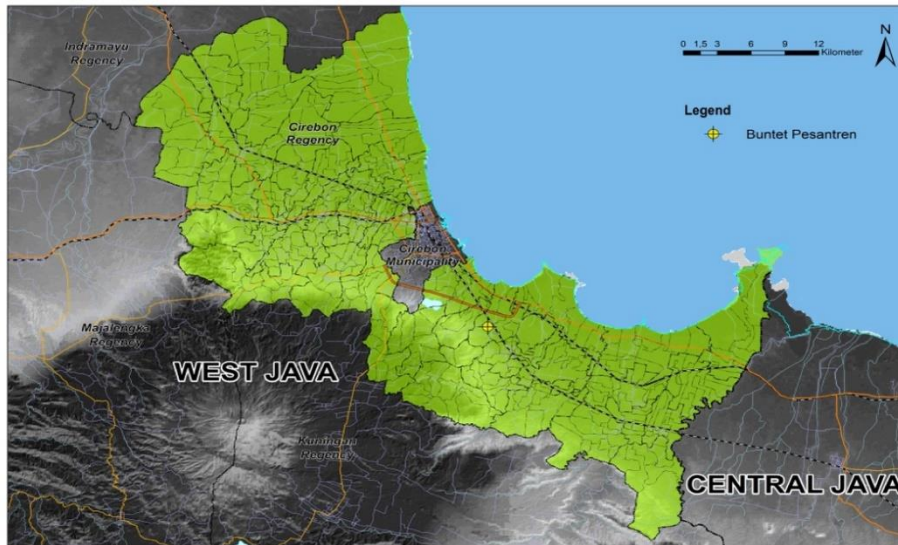 Indramayu
Regency
0 1,5 3 6 9 12
Kilometer
N
Legend
Buntet Pesantren
Cirebon
Regency
Cirebon
Municipality
Majalengka
Regency
WEST JAVA
Kuningan
Regency
CENTRAL JAVA